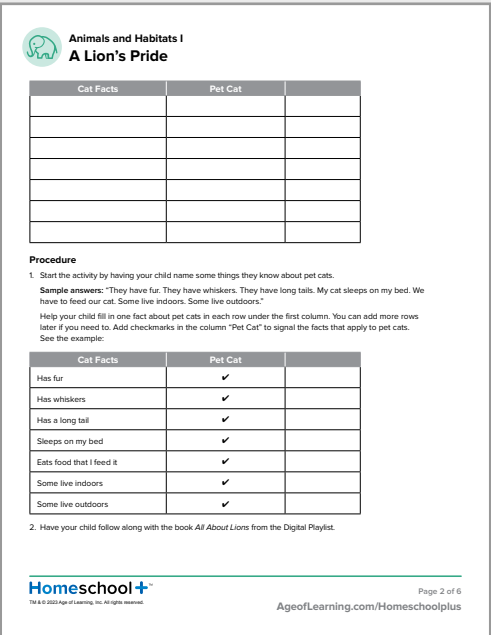 Animals and Habitats I
A Lion's Pride
Cat Facts Pet Cat
Procedure
1. Start the activity by having your child name some things they know about pet cats.
Sample answers: "They have fur. They have whiskers. They have long tails. My cat sleeps on my bed. We
have to feed our cat. Some live indoors. Some live outdoors."
Help your child fill in one fact about pet cats in each row under the first column. You can add more rows
later if you need to. Add checkmarks in the column "Pet Cat" to signal the facts that apply to pet cats.
See the example:
Cat Facts Pet Cat
Has fur ✔
Has whiskers ✔
Has a long tail ✔
Sleeps on my bed ✔
Eats food that I feed it ✔
Some live indoors ✔
Some live outdoors ✔
2. Have your child follow along with the book All About Lions from the Digital Playlist.
Homeschool+™
Page 2 of 6
TM & © 2023 Age of Learning, Inc. All rights reserved.
AgeofLearning.com/Homeschoolplus